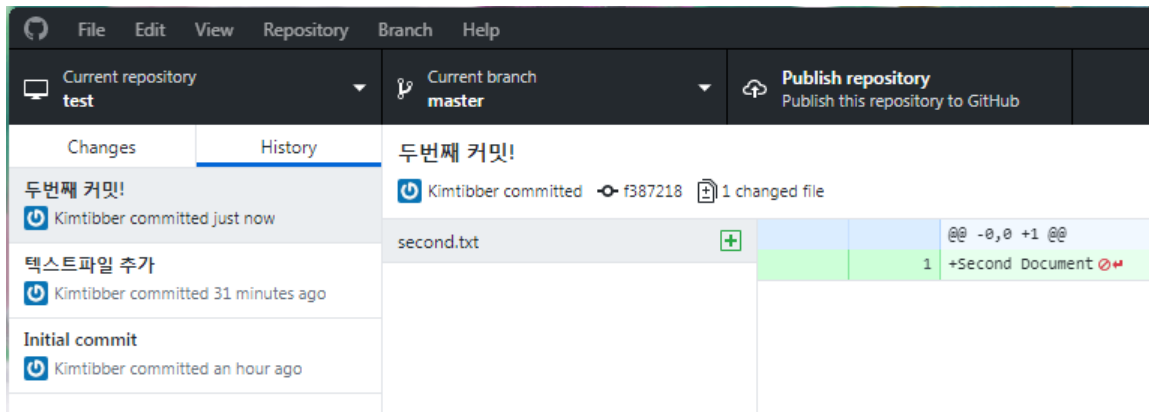 File Edit View Repository Branch Help
Current repository
test
Current branch
master
Publish repository
Publish this repository to GitHub
Changes History
두번째 커밋!
Kimtibber committed just now
텍스트파일 추가
Kimtibber committed 31 minutes ago
Initial commit
Kimtibber committed an hour ago
두번째 커밋!
Kimtibber committed f387218 1 changed file
second.txt
@@ -0,0 +1 @@
1 +Second Document